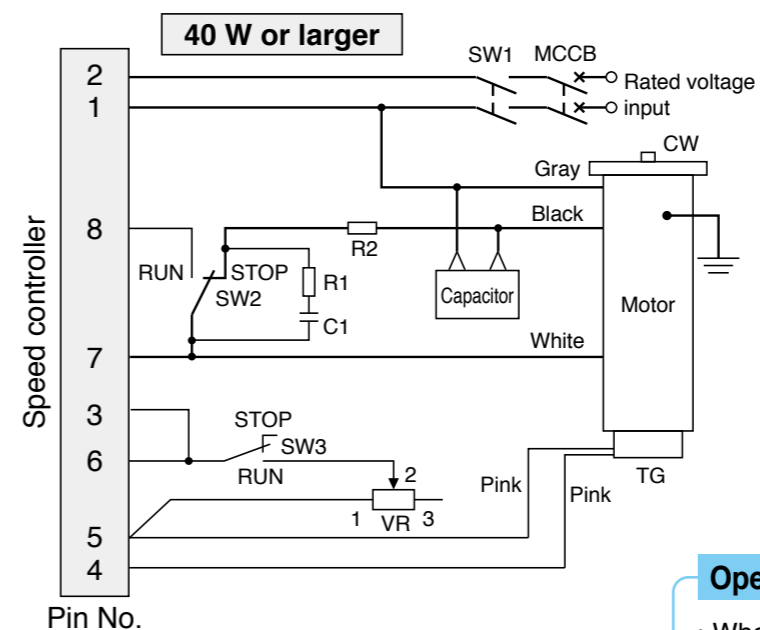 40 W or larger
SW1 MCCB
2
Rated voltage
1
input
CW
Gray
8
Black
R2
RUN
STOP
R1
SW2
Capacitor
Motor
C1
White
7
Speed controller
3
STOP
SW3
6
RUN
2
Pink
Pink
TG
1 VR 3
5
4
Pin No.
Ope